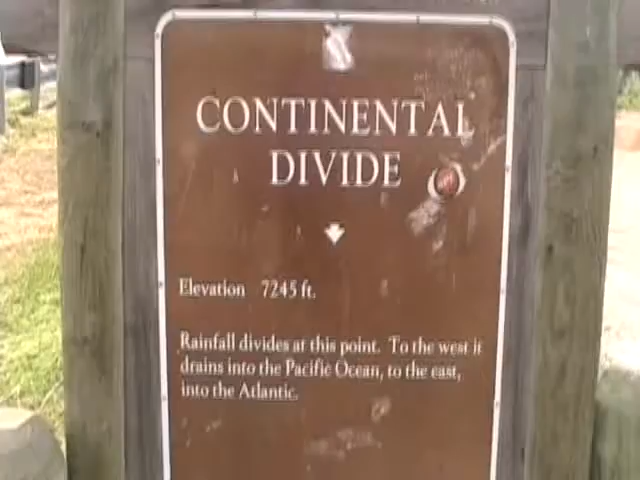 CONTINENTAL
DIVIDE
Elevation 7245 ft.
Rainfall divides at this point. To the west it
drains into the Pacific Ocean, to the east,
into the Atlantic.